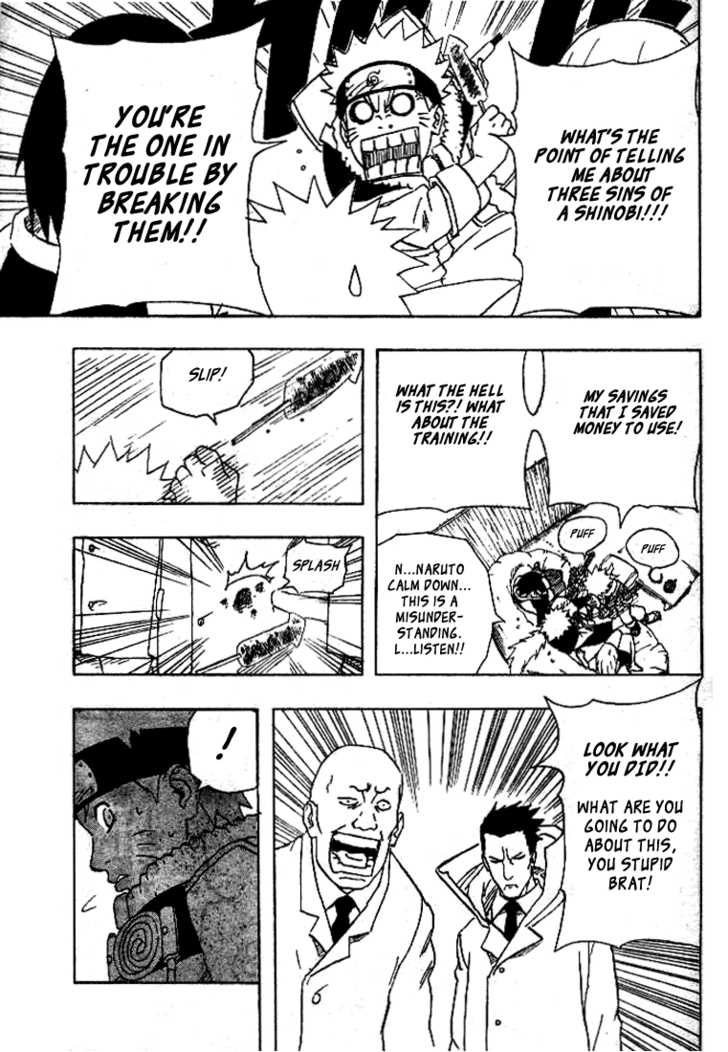 WHAT'S THE
POINT OF TELLING
ME ABOUT
THREE SINS OF
A SHINOBI!!!
YOU'RE
THE ONE IN
TROUBLE BY
BREAKING
THEM!!
MY SAVINGS
THAT I SAVED
MONEY TO USE!
WHAT THE HELL
IS THIS?! WHAT
ABOUT THE
TRAINING!!
PUFF
PUFF
N...NARUTO
CALM DOWN...
THIS IS A
MISUNDER-
STANDING.
L...LISTEN!!
SLIP!
SPLASH
LOOK WHAT
YOU DID!!
WHAT ARE YOU
GOING TO DO
ABOUT THIS,
YOU STUPID
BRAT!
!